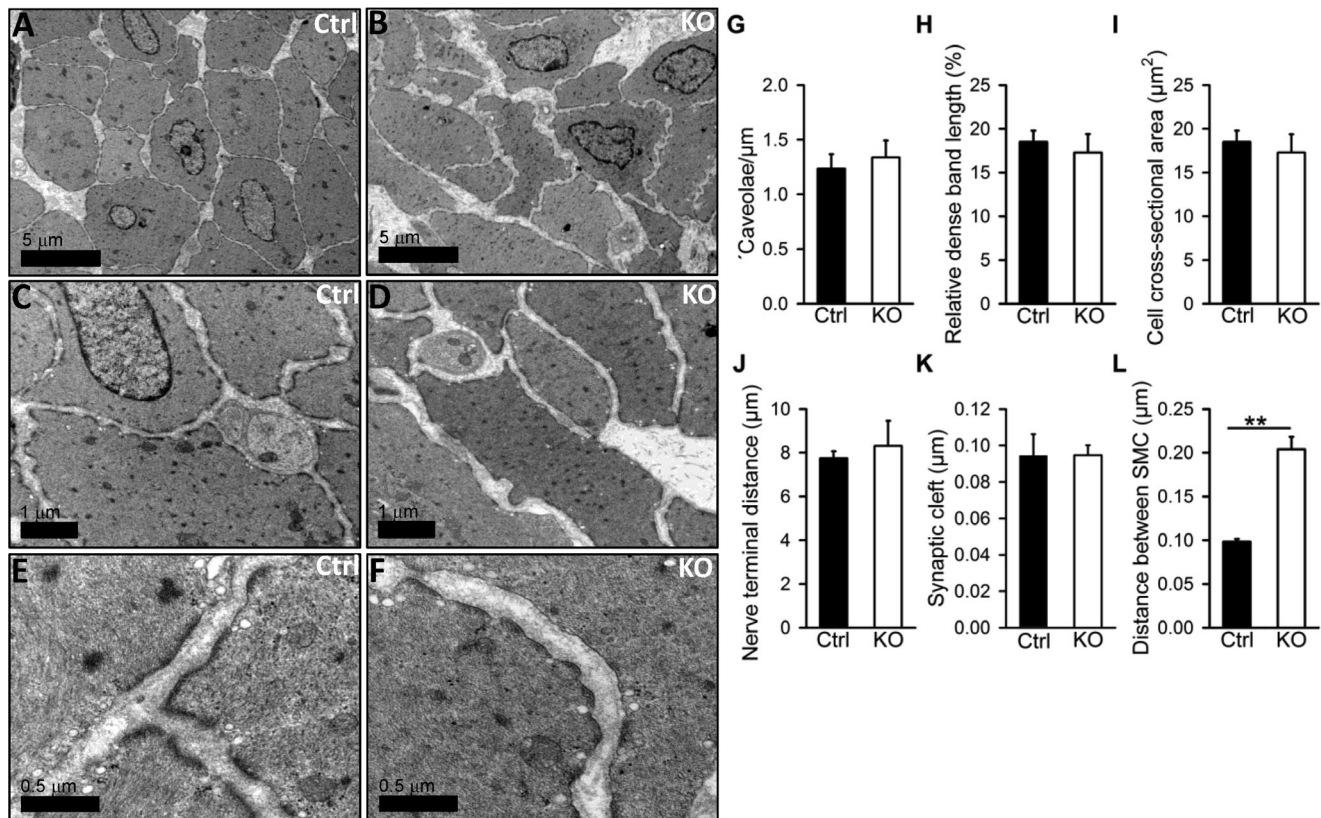 A
Ctrl
B
KO
5 µm
5 µm
C
Ctrl
D
KO
1 µm
1 µm
E
Ctrl
F
KO
0.5 µm
0.5 µm
G
´Caveolae/µm
2.0
1.5
1.0
0.5
0.0
Ctrl
KO
H
Relative dense band length (%)
25
20
15
10
5
0
Ctrl
KO
I
Cell cross-sectional area (µm²)
25
20
15
10
5
0
Ctrl
KO
J
Nerve terminal distance (µm)
10
8
6
4
2
0
Ctrl
KO
K
Synaptic cleft (µm)
0.12
0.10
0.08
0.06
0.04
0.02
0.00
Ctrl
KO
L
Distance between SMC (µm)
0.25
0.20
0.15
0.10
0.05
0.00
**
Ctrl
KO